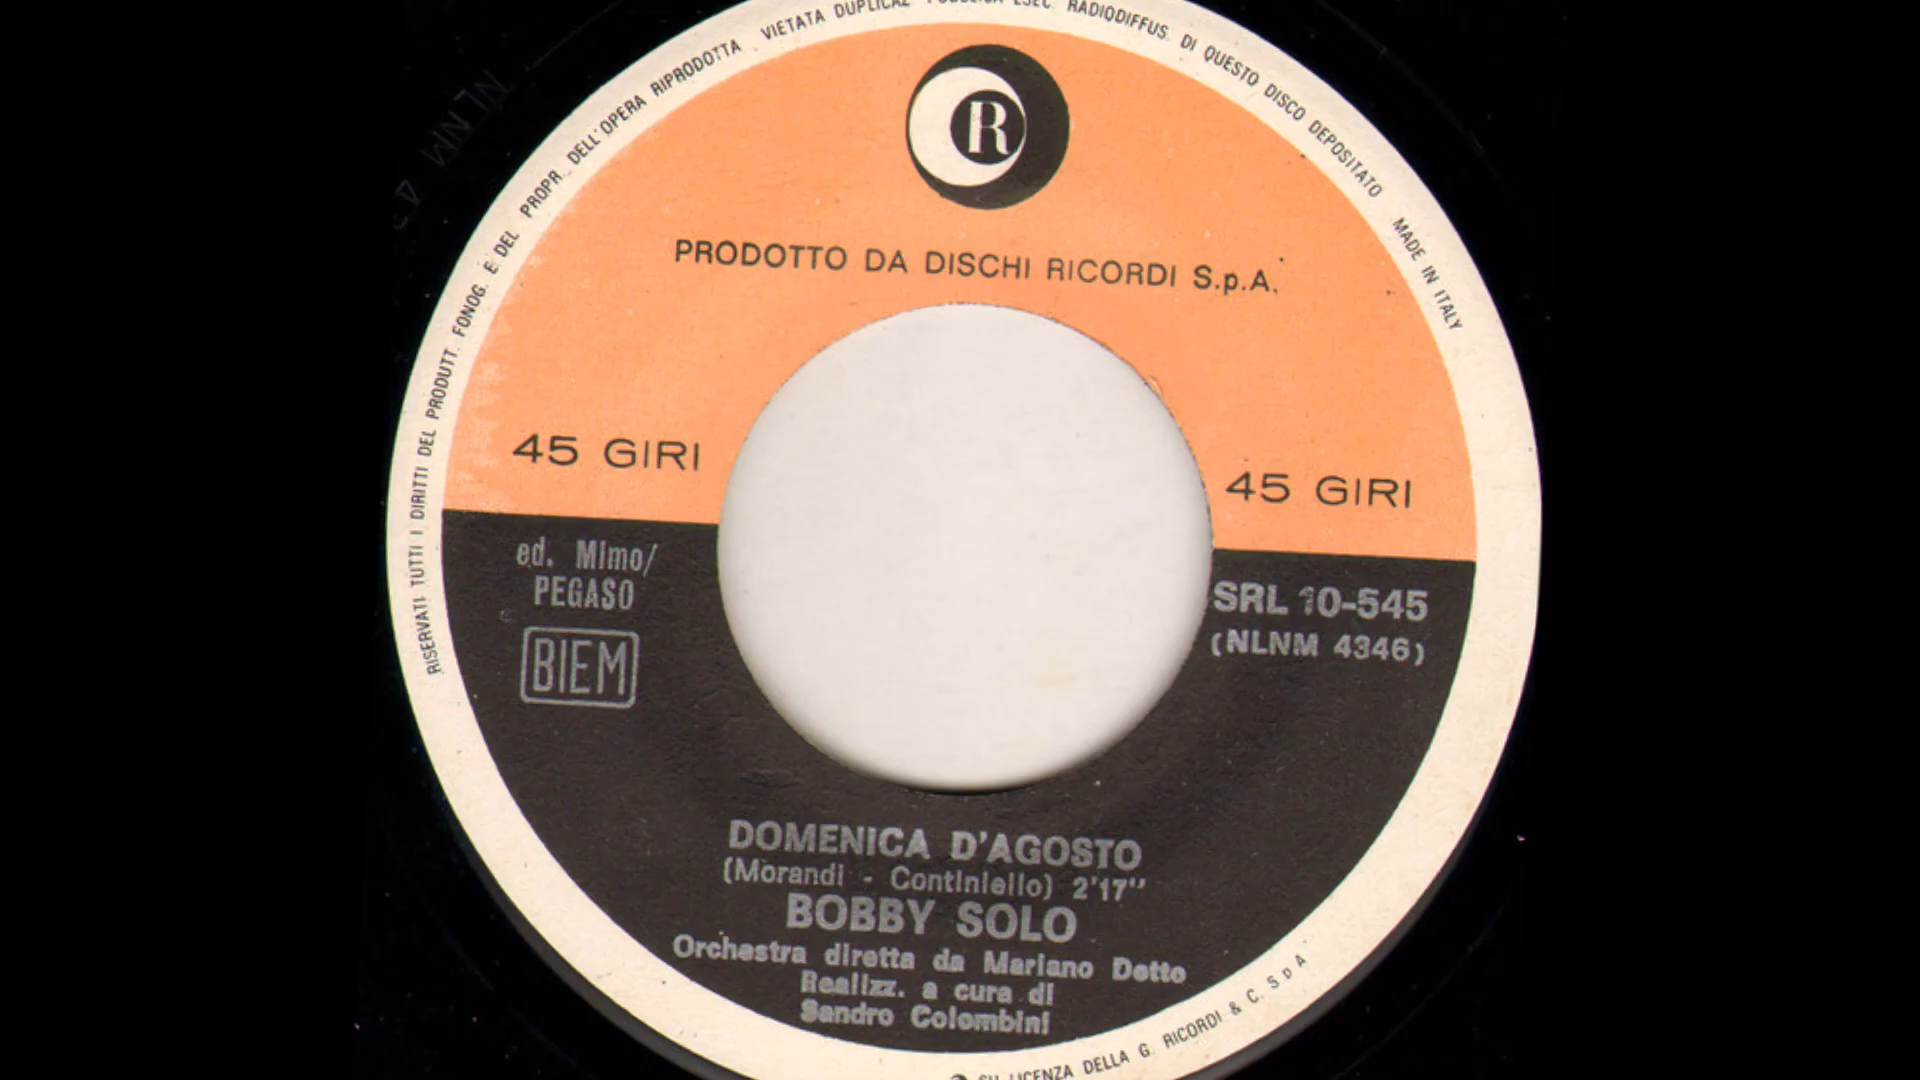 RISERVATI TUTTI I DIRITTI DEL PRODUTT. FONOG. E DEL PROPR. DELL'OPERA RIPRODOTTA . VIETATA DUPLICAZ RADIODIFFUS. DI QUESTO DISCO DEPOSITATO MADE IN ITALY
R
PRODOTTO DA DISCHI RICORDI S.p.A.
45 GIRI
45 GIRI
ed. Mimo/
PEGASO
BIEM
SRL 10-545
(NLNM 4346)
DOMENICA D'AGOSTO
(Morandi - Continiello) 2'17"
BOBBY SOLO
Orchestra diretta da Mariano Detto
Realizz. a cura di
Sandro Colombini
SU LICENZA DELLA G. RICORDI & C. S p A
NLNM